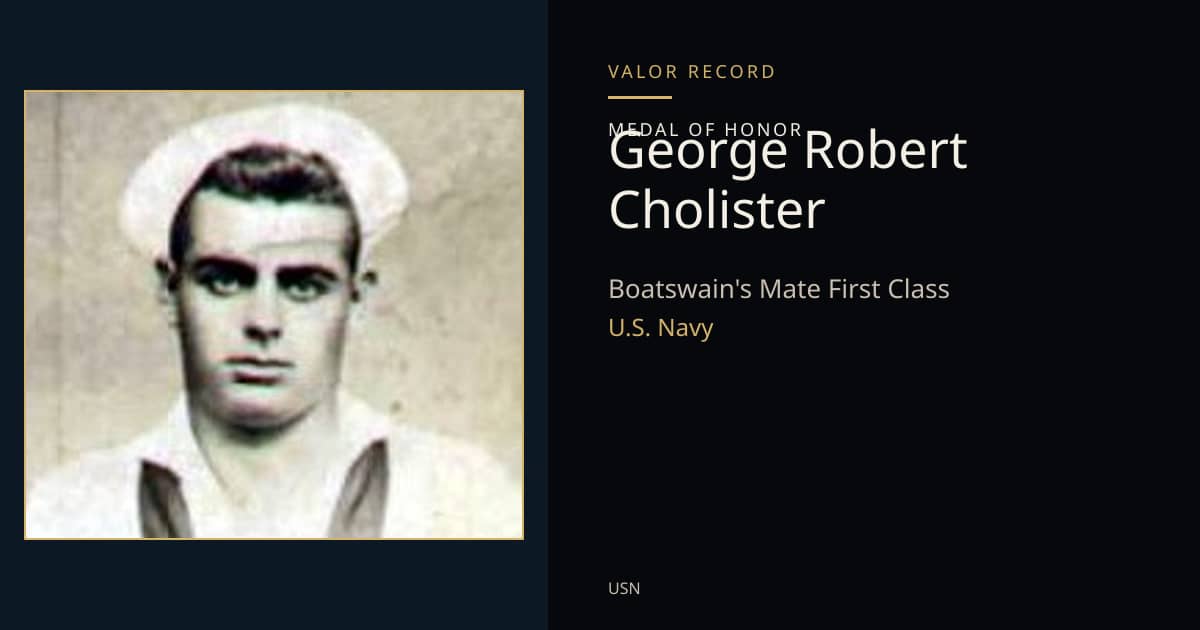 VALOR RECORD
MEDAL OF HONOR
George Robert
Cholister
Boatswain's Mate First Class
U.S. Navy
USN